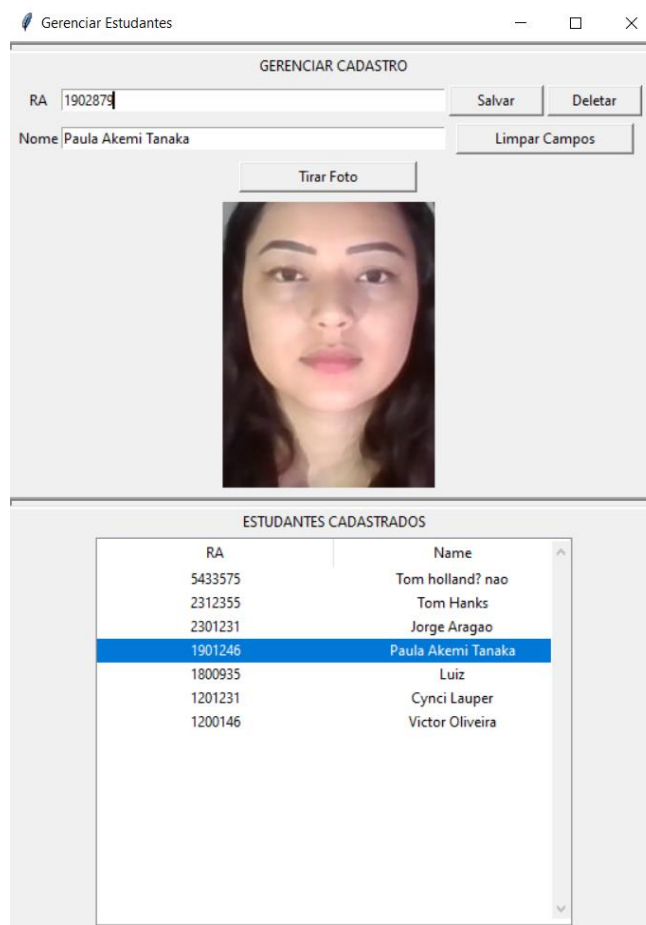 Gerenciar Estudantes
GERENCIAR CADASTRO
RA 1902879 Salvar Deletar
Nome Paula Akemi Tanaka Limpar Campos
Tirar Foto
ESTUDANTES CADASTRADOS
RA Name
5433575 Tom holland? nao
2312355 Tom Hanks
2301231 Jorge Aragao
1901246 Paula Akemi Tanaka
1800935 Luiz
1201231 Cynci Lauper
1200146 Victor Oliveira